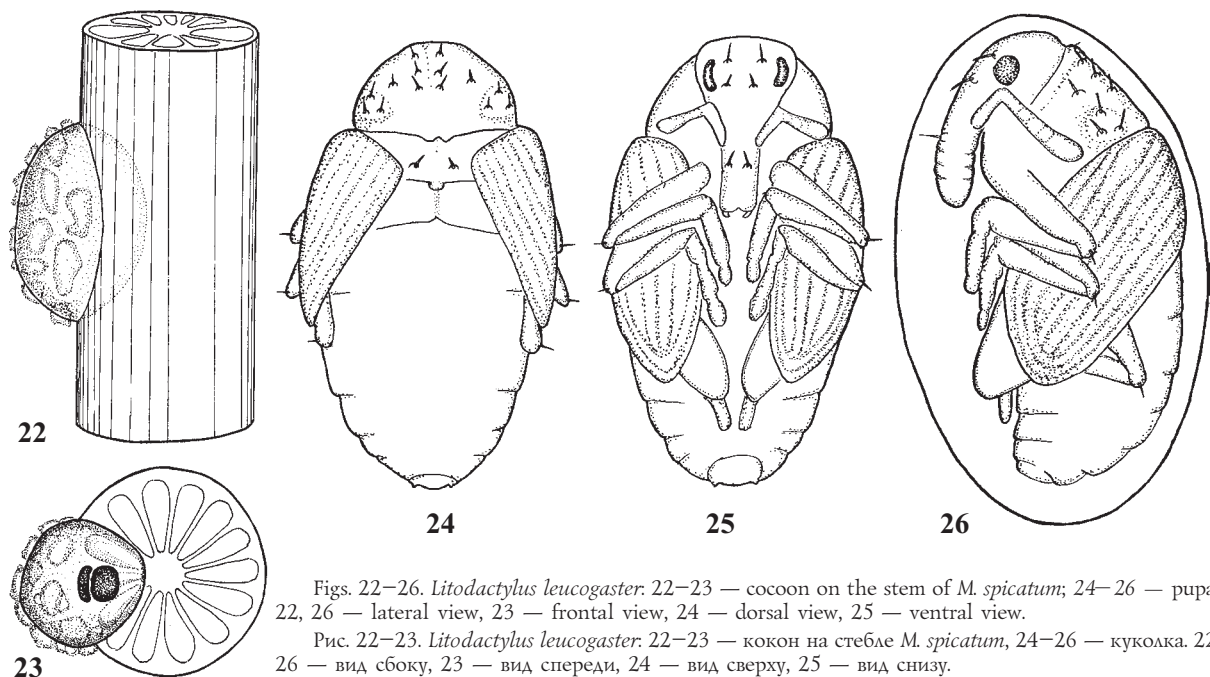 22
23
24
25
26
Figs. 22–26. Litodactylus leucogaster: 22–23 — cocoon on the stem of M. spicatum; 24–26 — pupa
22, 26 — lateral view, 23 — frontal view, 24 — dorsal view, 25 — ventral view.
Рис. 22–23. Litodactylus leucogaster: 22–23 — кокон на стебле M. spicatum, 24–26 — куколка. 22
26 — вид сбоку, 23 — вид спереди, 24 — вид сверху, 25 — вид снизу.